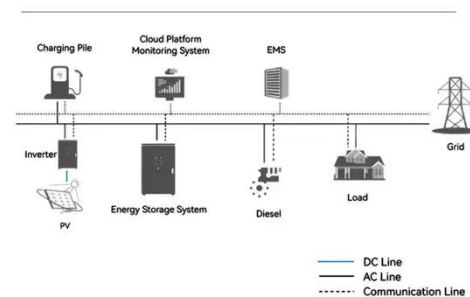 Charging Pile
Cloud Platform
Monitoring System
EMS
Grid
Inverter
PV
Energy Storage System
Diesel
Load
DC Line
AC Line
Communication Line